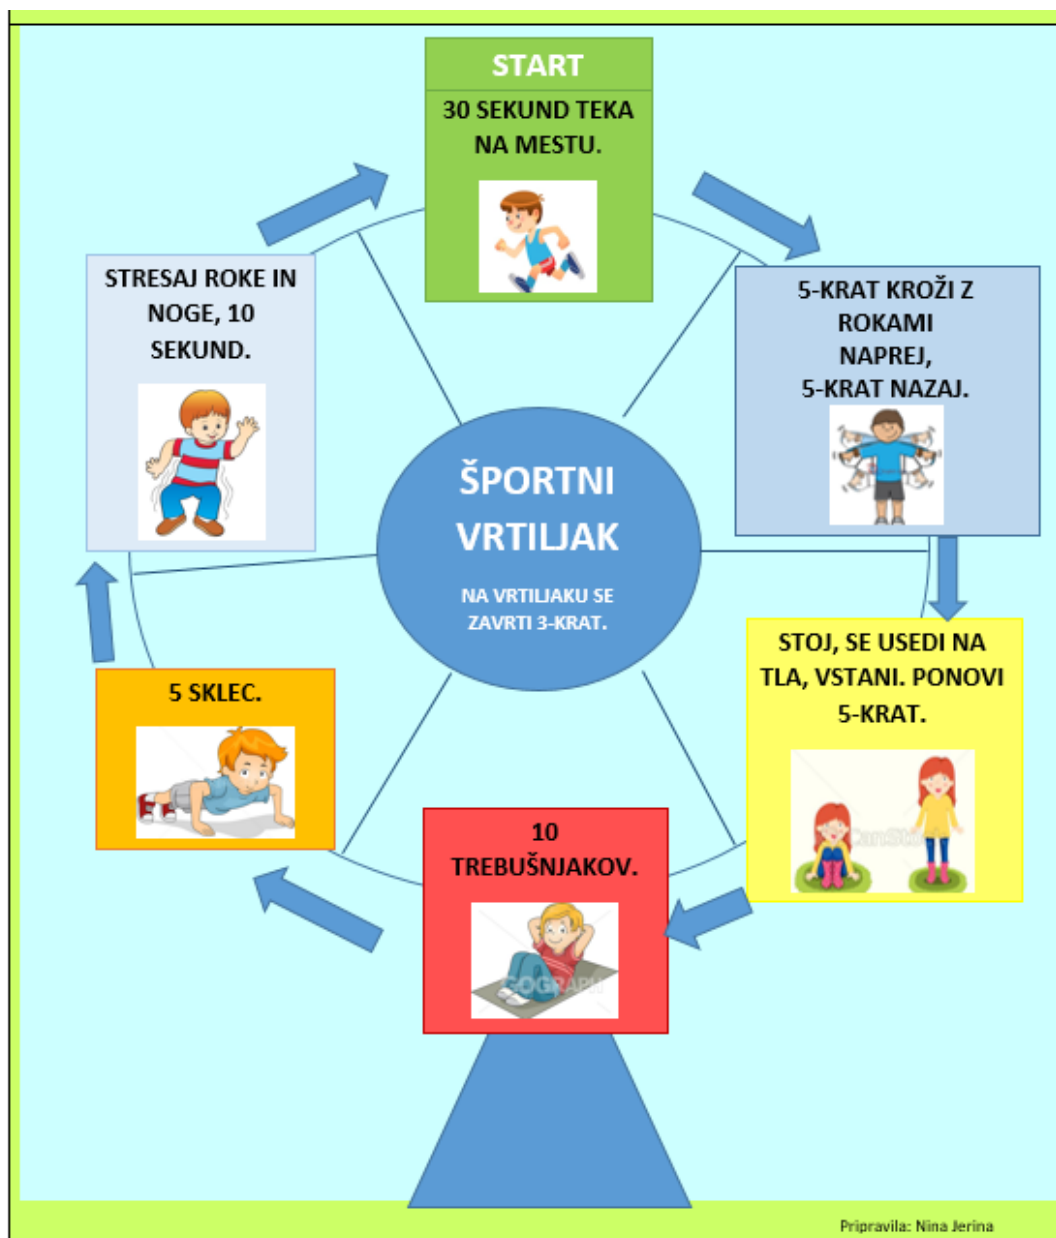 START
30 SEKUND TEKA
NA MESTU.
5-KRAT KROŽI Z
ROKAMI
NAPREJ,
5-KRAT NAZAJ.
STOJ, SE USEDI NA
TLA, VSTANI. PONOVI
5-KRAT.
CanSto
10
TREBUŠNJAKOV.
GOGRAPH
5 SKLEC.
STRESAJ ROKE IN
NOGE, 10
SEKUND.
ŠPORTNI
VRTILJAK
NA VRTILJAKU SE
ZAVRTI 3-KRAT.
Pripravila: Nina Jerina